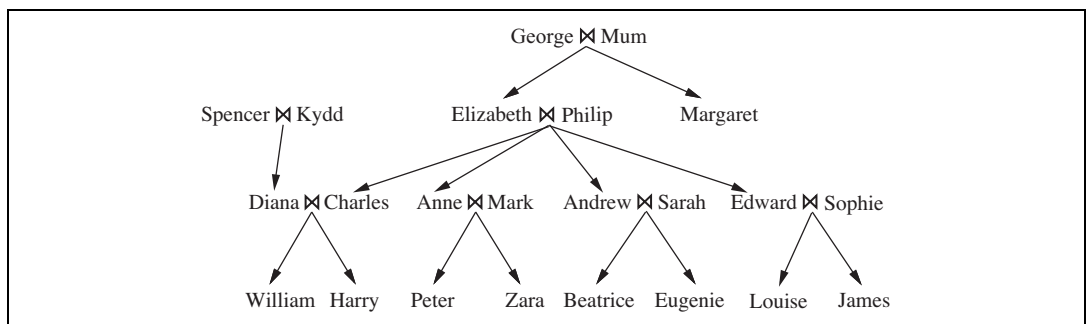 George ⋈ Mum
Spencer ⋈ Kydd Elizabeth ⋈ Philip Margaret
Diana ⋈ Charles Anne ⋈ Mark Andrew ⋈ Sarah Edward ⋈ Sophie
William Harry Peter Zara Beatrice Eugenie Louise James